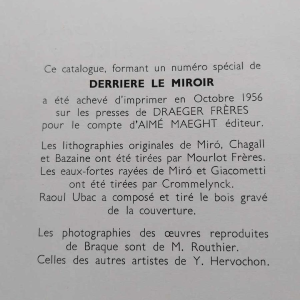 Ce catalogue, formant un numéro spécial de
DERRIERE LE MIROIR
a été achevé d'imprimer en Octobre 1956
sur les presses de DRAEGER FRÈRES
pour le compte d'AIMÉ MAEGHT éditeur.
Les lithographies originales de Miró, Chagall
et Bazaine ont été tirées par Mourlot Frères.
Les eaux-fortes rayées de Miró et Giacometti
ont été tirées par Crommelynck.
Raoul Ubac a composé et tiré le bois gravé
de la couverture.
Les photographies des œuvres reproduites
de Braque sont de M. Routhier.
Celles des autres artistes de Y. Hervochon.